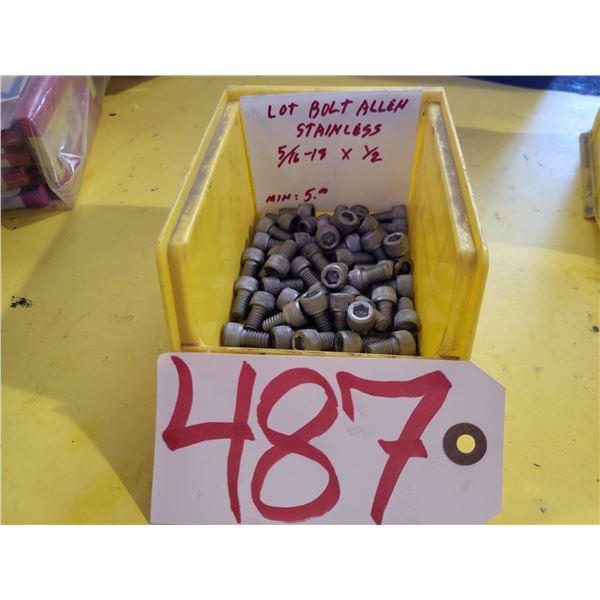 LOT BOLT ALLEN
STAINLESS
5/16-18 x 1/2
MIN: 5.00
487